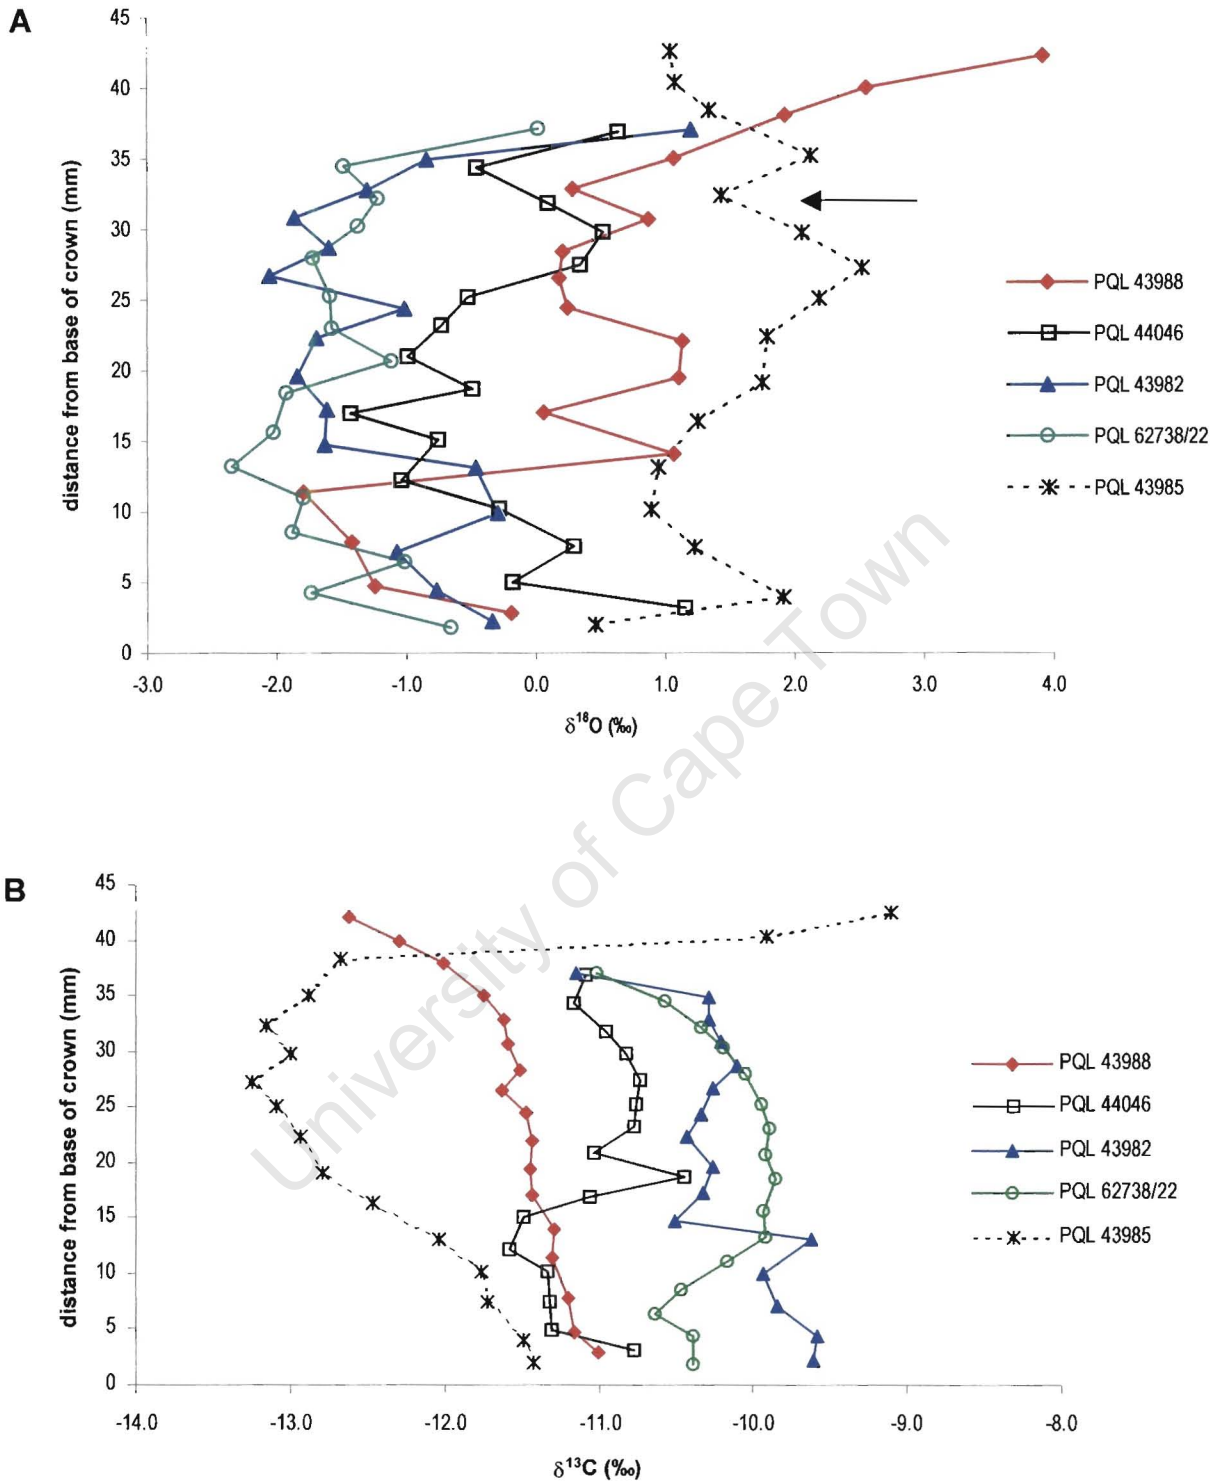 A
45
40
35
30
25
20
15
10
5
0
distance from base of crown (mm)
-3.0 -2.0 -1.0 0.0 1.0 2.0 3.0 4.0
δ¹⁸O (‰)
PQL 43988
PQL 44046
PQL 43982
PQL 62738/22
PQL 43985
University of Cape Town
B
45
40
35
30
25
20
15
10
5
0
distance from base of crown (mm)
-14.0 -13.0 -12.0 -11.0 -10.0 -9.0 -8.0
δ¹³C (‰)
PQL 43988
PQL 44046
PQL 43982
PQL 62738/22
PQL 43985